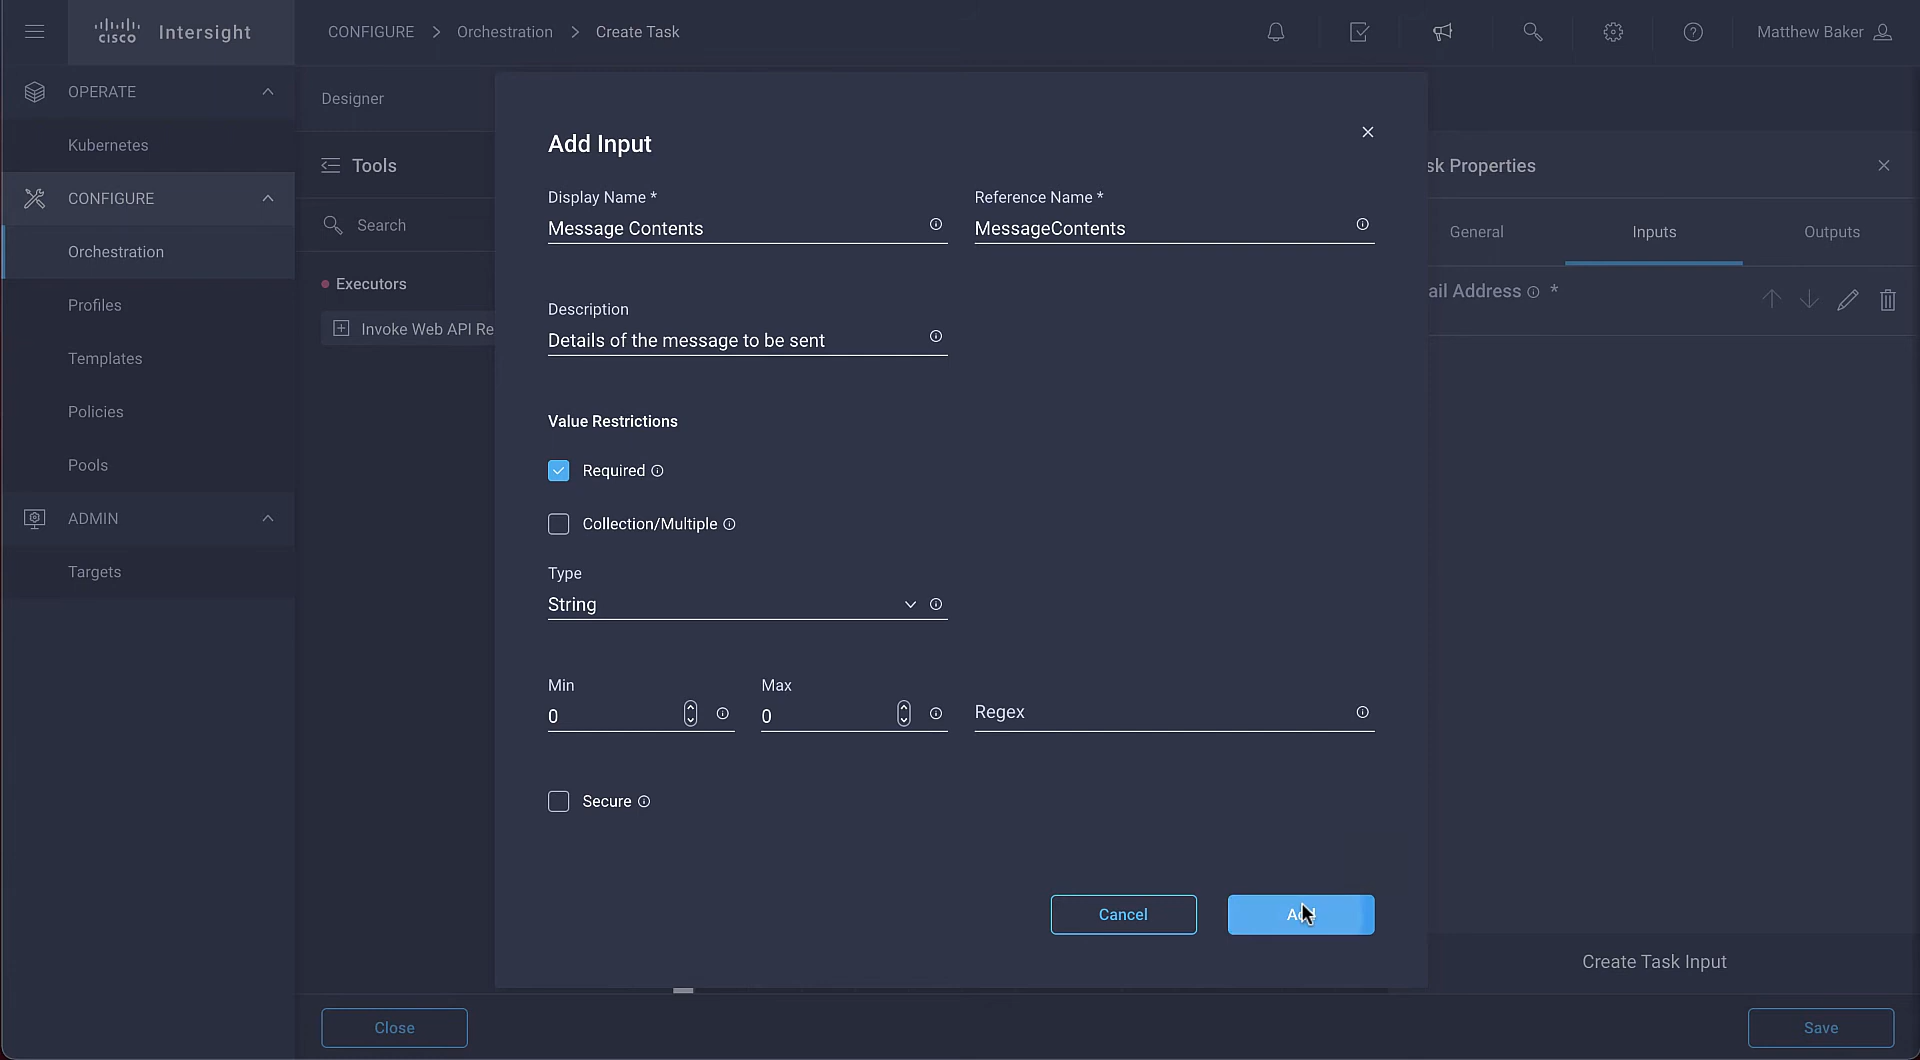 CISCO
Intersight
CONFIGURE > Orchestration > Create Task
Matthew Baker
OPERATE
Kubernetes
CONFIGURE
Orchestration
Profiles
Templates
Policies
Pools
ADMIN
Targets
Designer
Tools
Search
Executors
Invoke Web API Re
Add Input
Display Name *
Message Contents
Reference Name *
MessageContents
Description
Details of the message to be sent
Value Restrictions
Required
Collection/Multiple
Type
String
Min
0
Max
0
Regex
Secure
Cancel
Add
sk Properties
General
Inputs
Outputs
ail Address *
Create Task Input
Close
Save